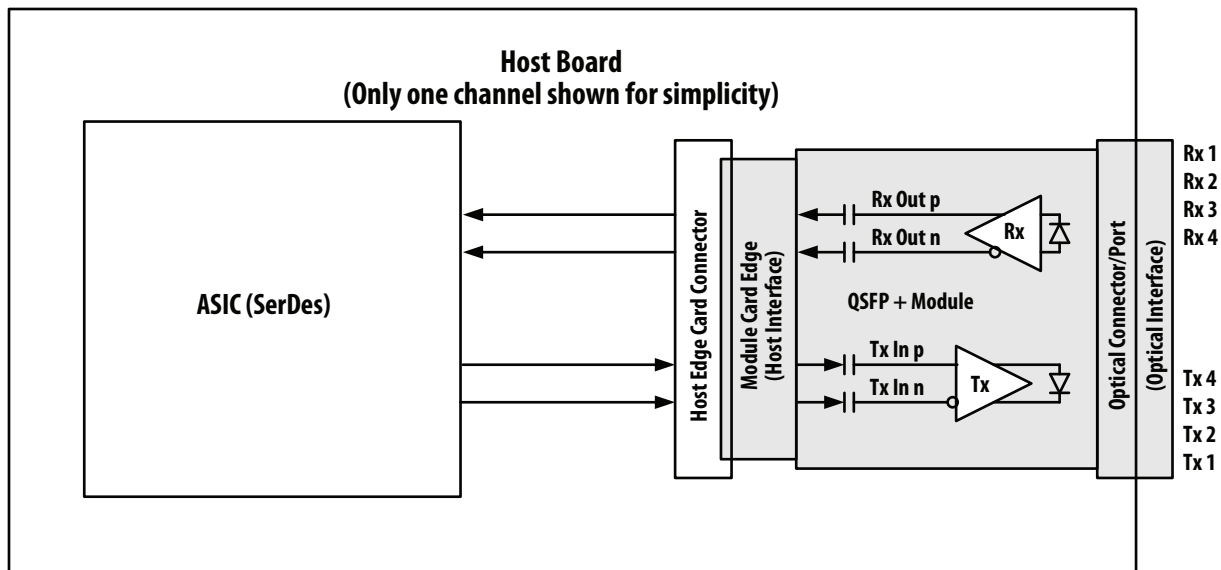 Host Board
(Only one channel shown for simplicity)
ASIC (SerDes)
Host Edge Card Connector
Module Card Edge
(Host Interface)
Rx Out p
Rx Out n
Rx
QSFP + Module
Tx In p
Tx In n
Tx
Optical Connector/Port
(Optical Interface)
Rx 1
Rx 2
Rx 3
Rx 4
Tx 4
Tx 3
Tx 2
Tx 1